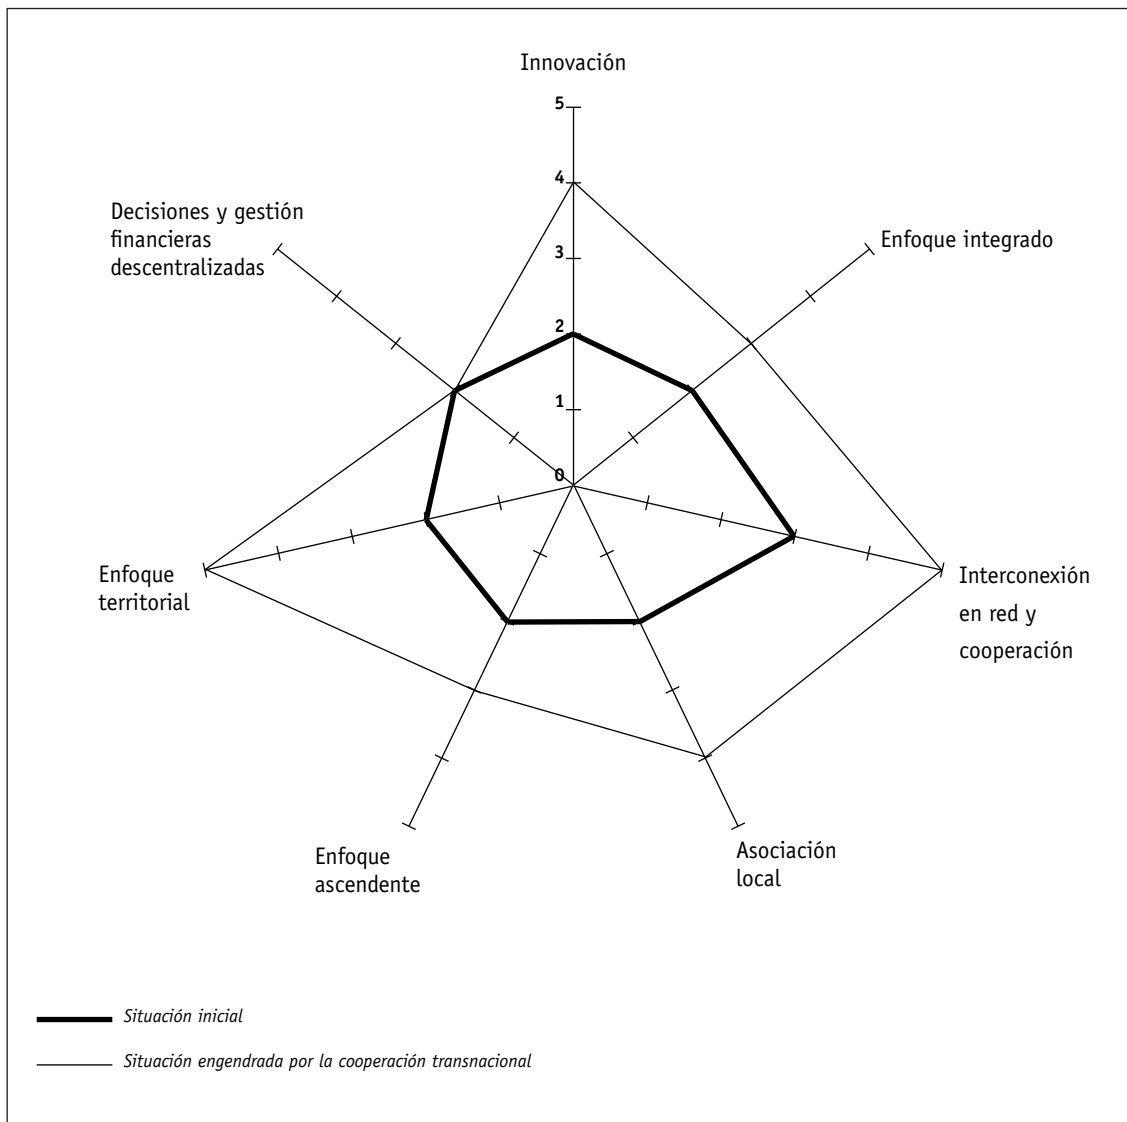 Innovación
5
4
3
2
1
0
Decisiones y gestión
financieras
descentralizadas
Enfoque integrado
Enfoque
territorial
Interconexión
en red y
cooperación
Enfoque
ascendente
Asociación
local
Situación inicial
Situación engendrada por la cooperación transnacional